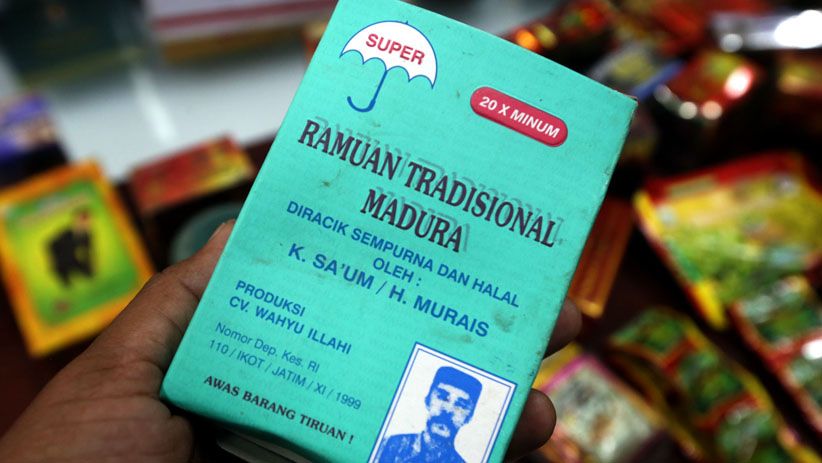 SUPER
20 X MINUM
RAMUAN TRADISIONAL
MADURA
DIRACIK SEMPURNA DAN HALAL
OLEH :
K. SA'UM / H. MURAIS
PRODUKSI
CV. WAHYU ILLAHI
Nomor Dep. Kes. RI
110 / IKOT / JATIM / XI / 1999
AWAS BARANG TIRUAN !